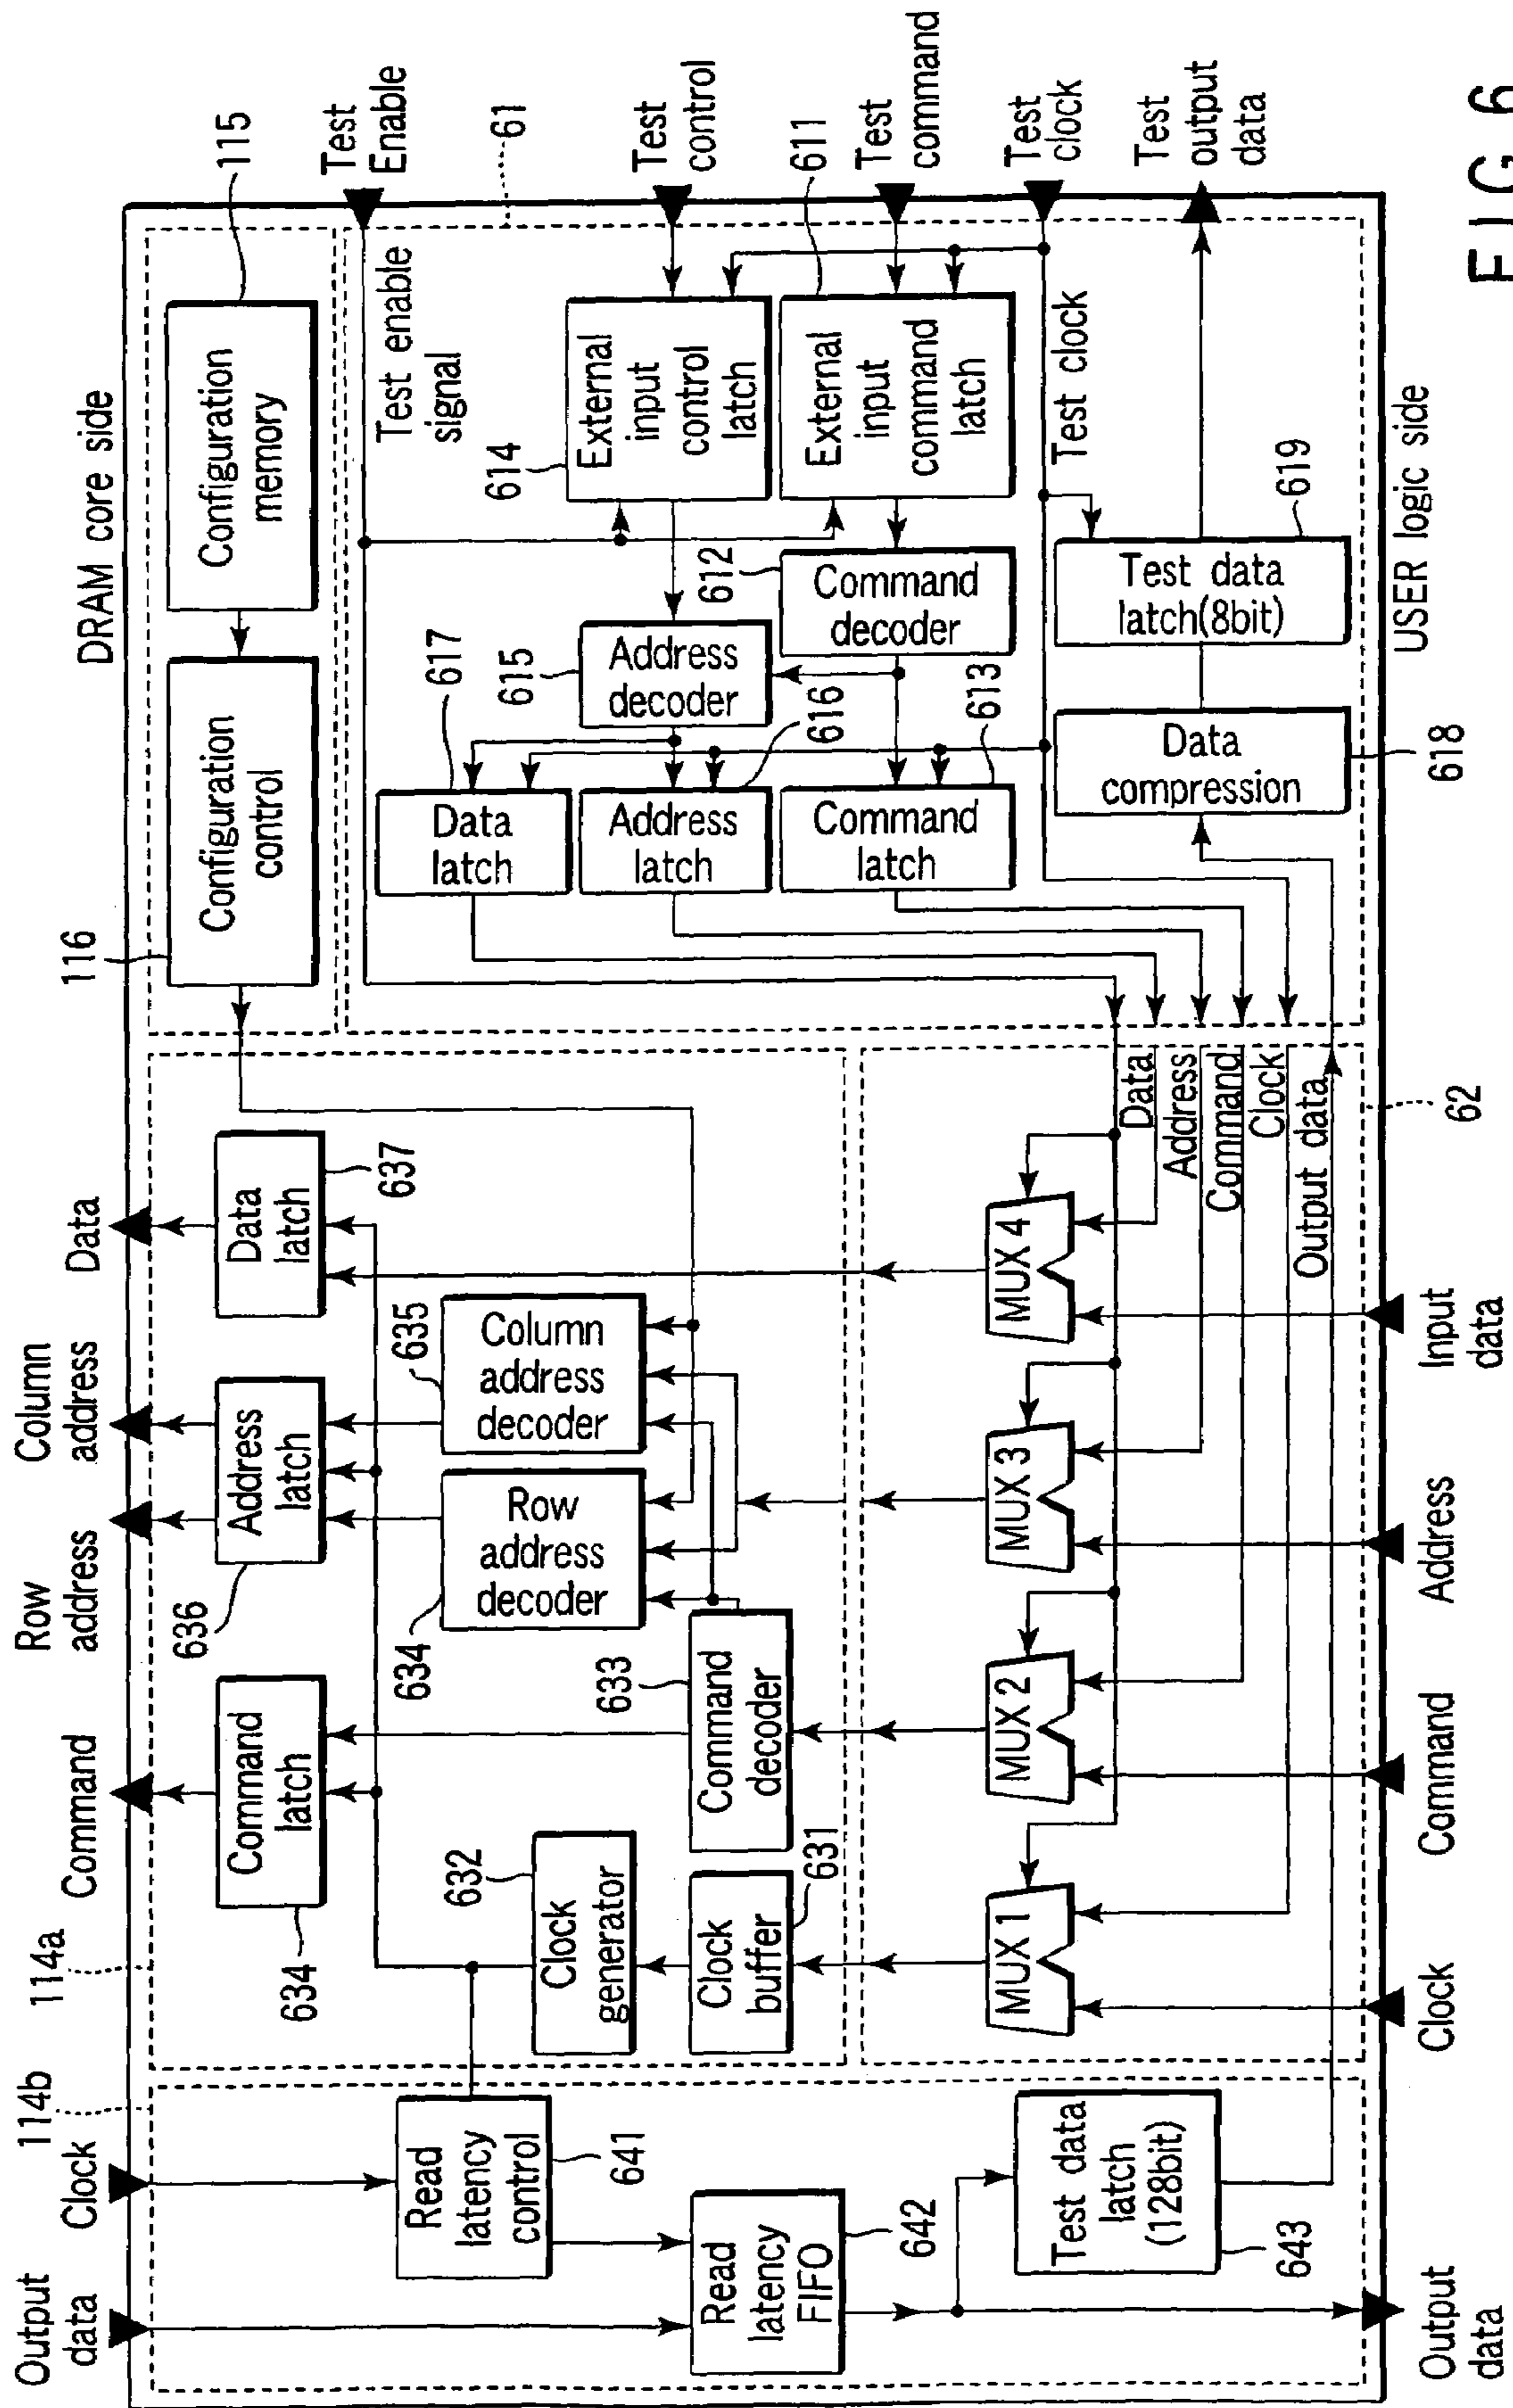 DRAM core side
Output
data
Clock
114b
114a
Command
Row
address
Column
address
Data
116
115
Configuration
control
Configuration
memory
Test
Enable
61
Test
control
Test
command
Test
clock
Test
output
data
Command
latch
634
Address
latch
636
Data
latch
637
Row
address
decoder
634
Column
address
decoder
635
Clock
generator
632
Clock
buffer
631
Command
decoder
633
Read
latency
control
641
Read
latency
FIFO
642
Test data
latch
(128bit)
643
MUX 1
MUX 2
MUX 3
MUX 4
Data
Address
Command
Clock
Output data
62
Test enable
signal
External
input
control
latch
614
External
input
command
latch
611
Command
decoder
612
Address
decoder
615
Data
latch
617
Address
latch
616
Command
latch
613
Test clock
Data
compression
618
Test data
latch(8bit)
619
Output
data
Clock
Command
Address
Input
data
USER logic side
FIG. 6